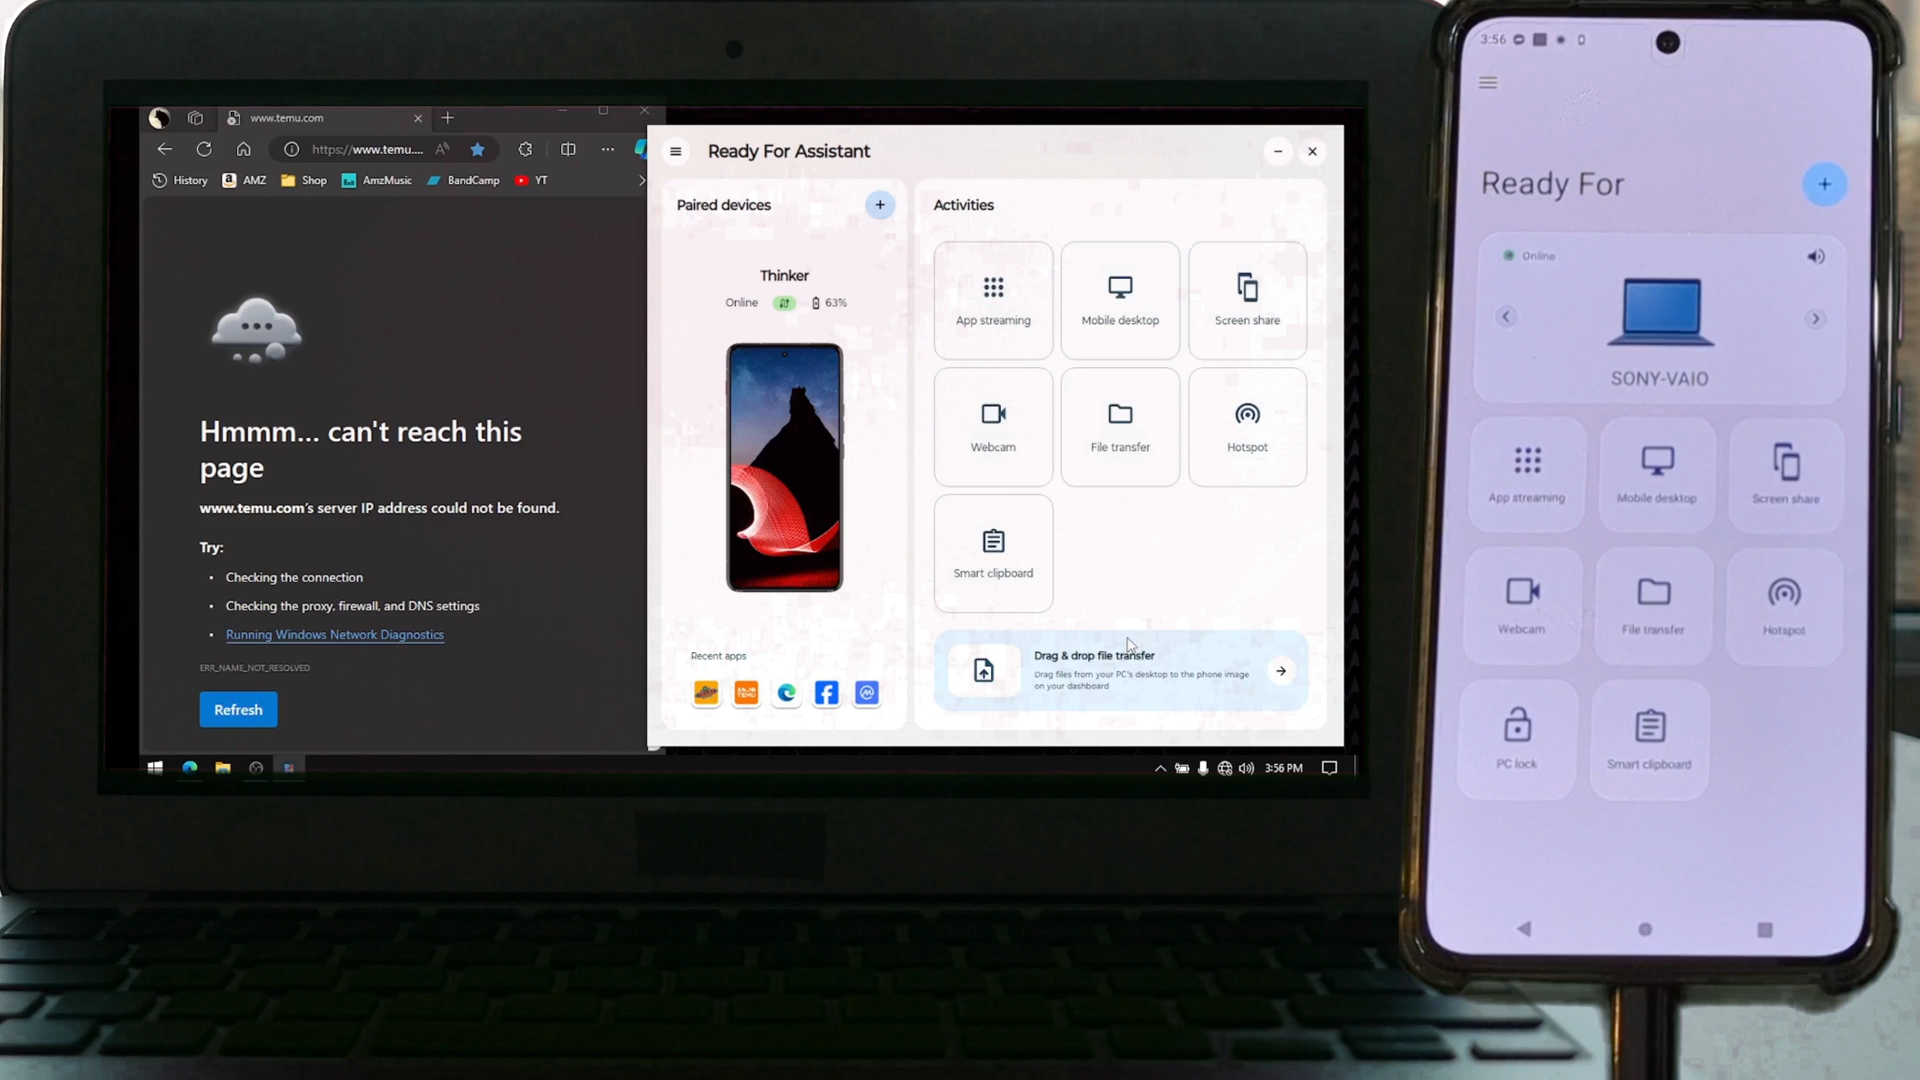 www.temu.com
https://www.temu....
History
AMZ
Shop
AmzMusic
BandCamp
YT
Hmmm... can't reach this
page
www.temu.com's server IP address could not be found.
Try:
• Checking the connection
• Checking the proxy, firewall, and DNS settings
• Running Windows Network Diagnostics
ERR_NAME_NOT_RESOLVED
Refresh
Ready For Assistant
Paired devices
Thinker
Online 63%
Recent apps
TEMU
Activities
App streaming
Mobile desktop
Screen share
Webcam
File transfer
Hotspot
Smart clipboard
Drag & drop file transfer
Drag files from your PC's desktop to the phone image
on your dashboard
3:56 PM
3:56
Ready For
Online
SONY-VAIO
App streaming
Mobile desktop
Screen share
Webcam
File transfer
Hotspot
PC lock
Smart clipboard